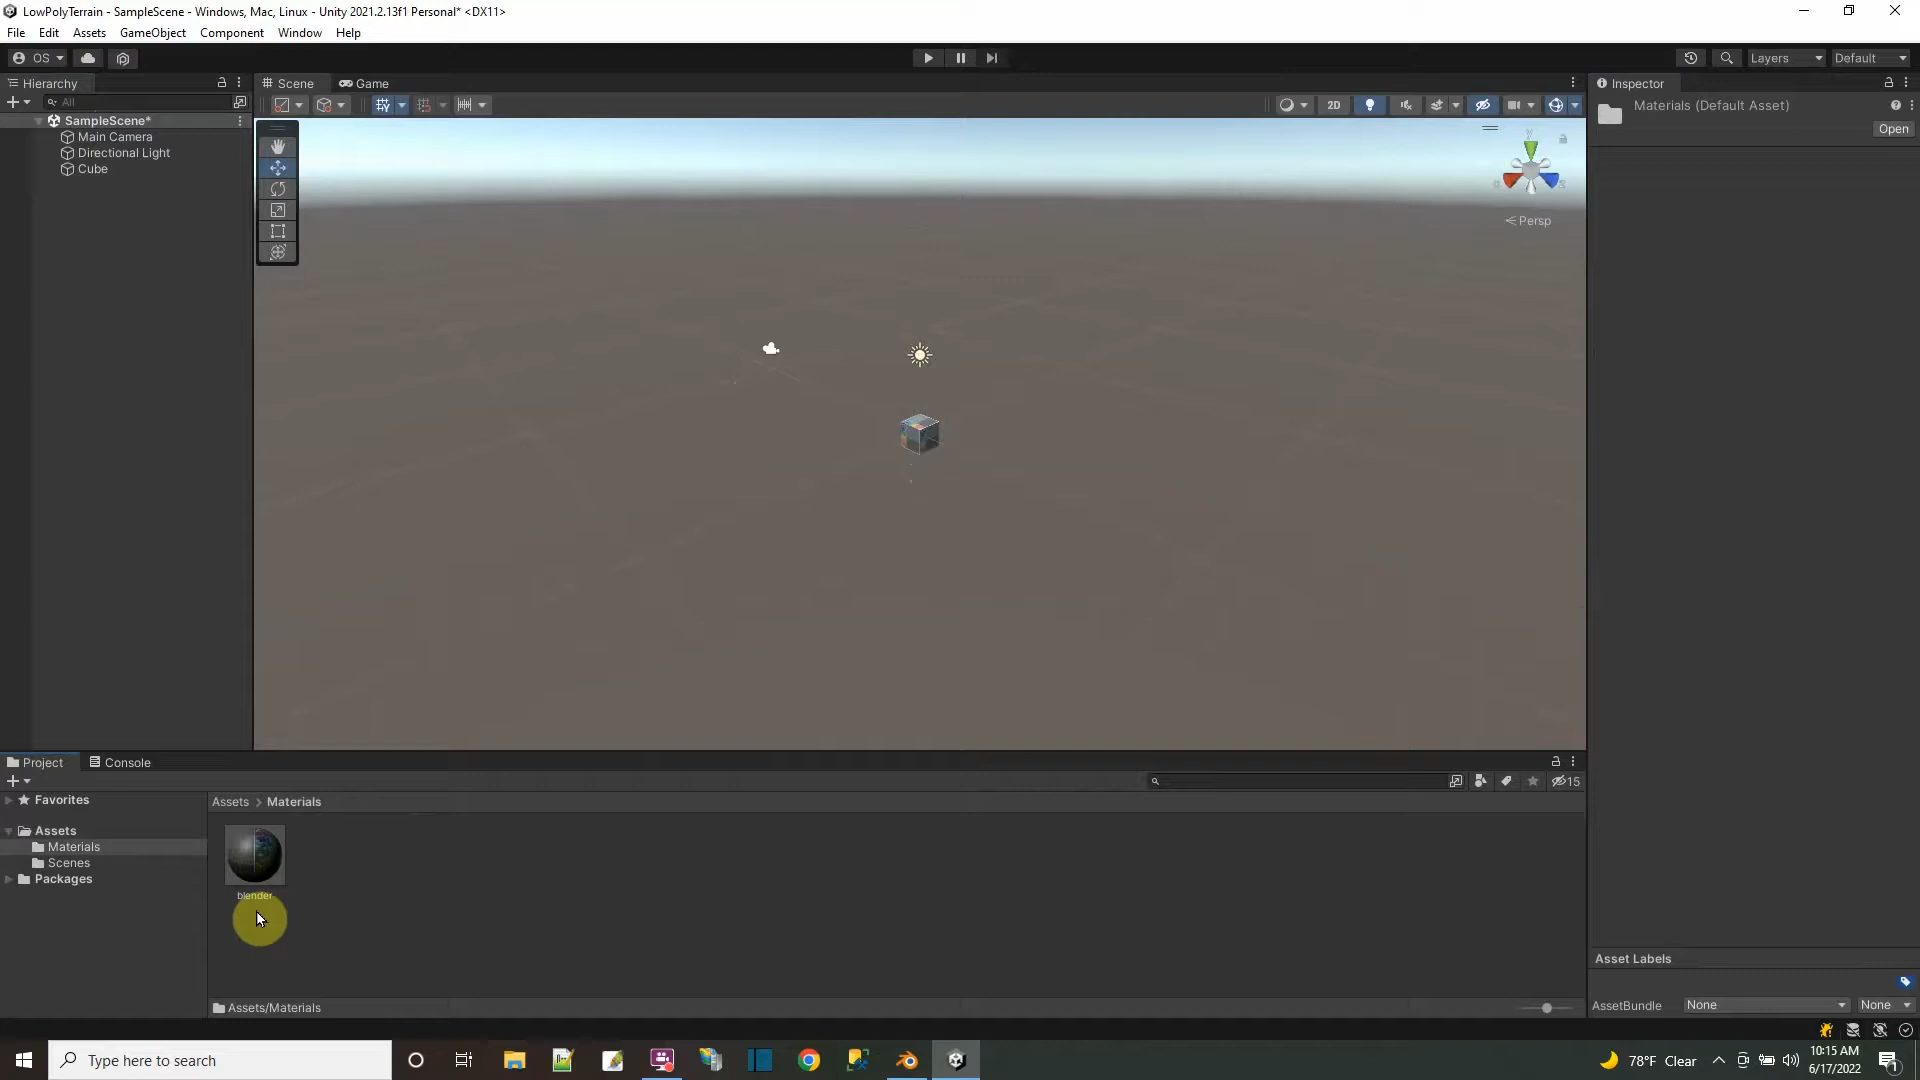 LowPolyTerrain - SampleScene - Windows, Mac, Linux - Unity 2021.2.13f1 Personal* <DX11>
File Edit Assets GameObject Component Window Help
OS
Layers Default
Hierarchy
All
SampleScene*
Main Camera
Directional Light
Cube
Scene Game
2D
y
Persp
Inspector
Materials (Default Asset)
Open
Project Console
15
Favorites
Assets
Materials
Scenes
Packages
Assets > Materials
blender
Assets/Materials
Asset Labels
AssetBundle None None
Type here to search
78°F Clear
10:15 AM
6/17/2022
1